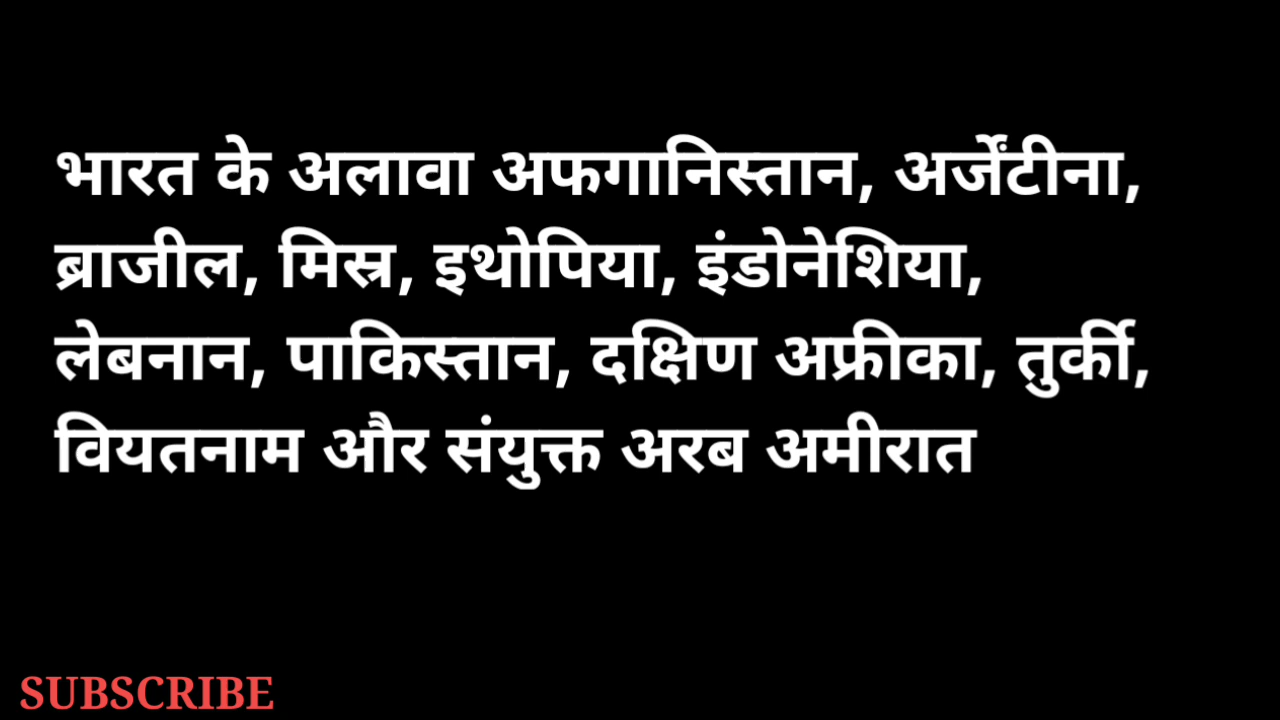 भारत के अलावा अफगानिस्तान, अर्जेंटीना,
ब्राजील, मिस्र, इथोपिया, इंडोनेशिया,
लेबनान, पाकिस्तान, दक्षिण अफ्रीका, तुर्की,
वियतनाम और संयुक्त अरब अमीरात
SUBSCRIBE